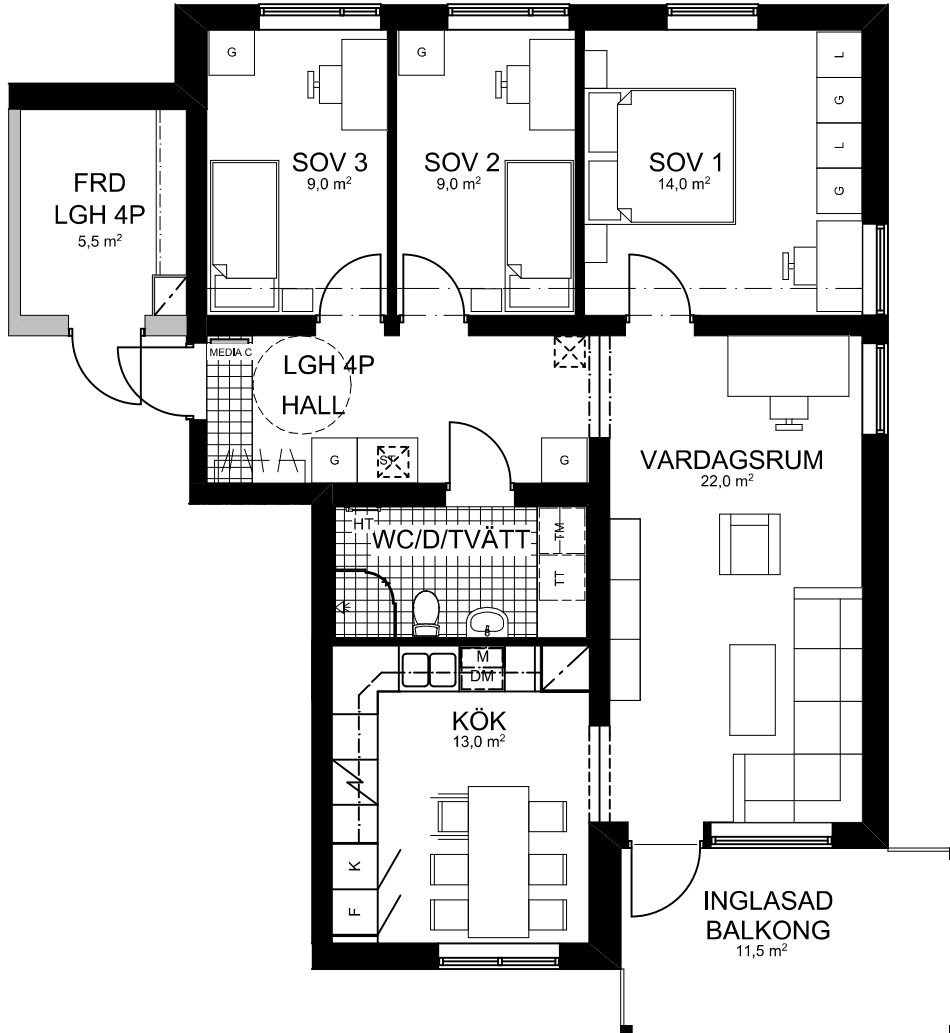 G
G
L
G
L
G
SOV 3
9,0 m²
SOV 2
9,0 m²
SOV 1
14,0 m²
FRD
LGH 4P
5,5 m²
MEDIA C
LGH 4P
HALL
G
ST
G
VARDAGSRUM
22,0 m²
HT
WC/D/TVÄTT
TM
TT
M
DM
KÖK
13,0 m²
K
F
INGLASAD
BALKONG
11,5 m²